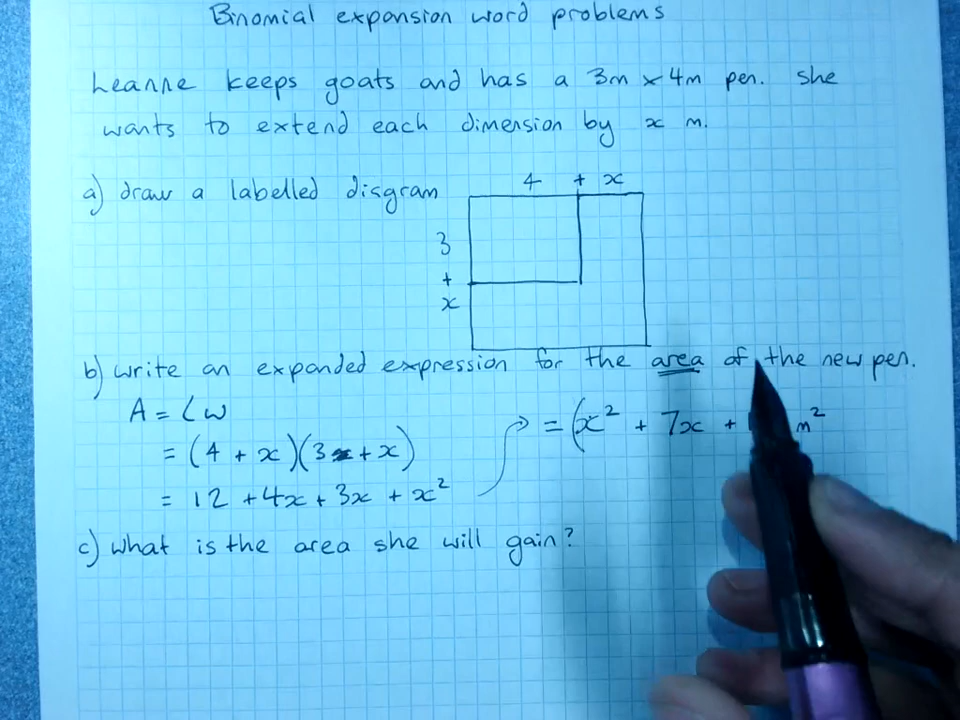 Binomial expansion word problems
Leanne keeps goats and has a 3m × 4m pen. she
wants to extend each dimension by x m.
a) draw a labelled disgram
4 + x
3
+
x
b) write an expanded expression for the area of the new pen.
A = LW
= (4 + x)(3 + x)
= 12 + 4x + 3x + x²
= (x² + 7x + m²
c) what is the area she will gain?